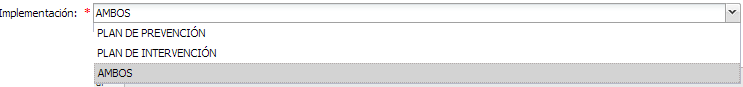 Implementación: * AMBOS
PLAN DE PREVENCIÓN
PLAN DE INTERVENCIÓN
AMBOS